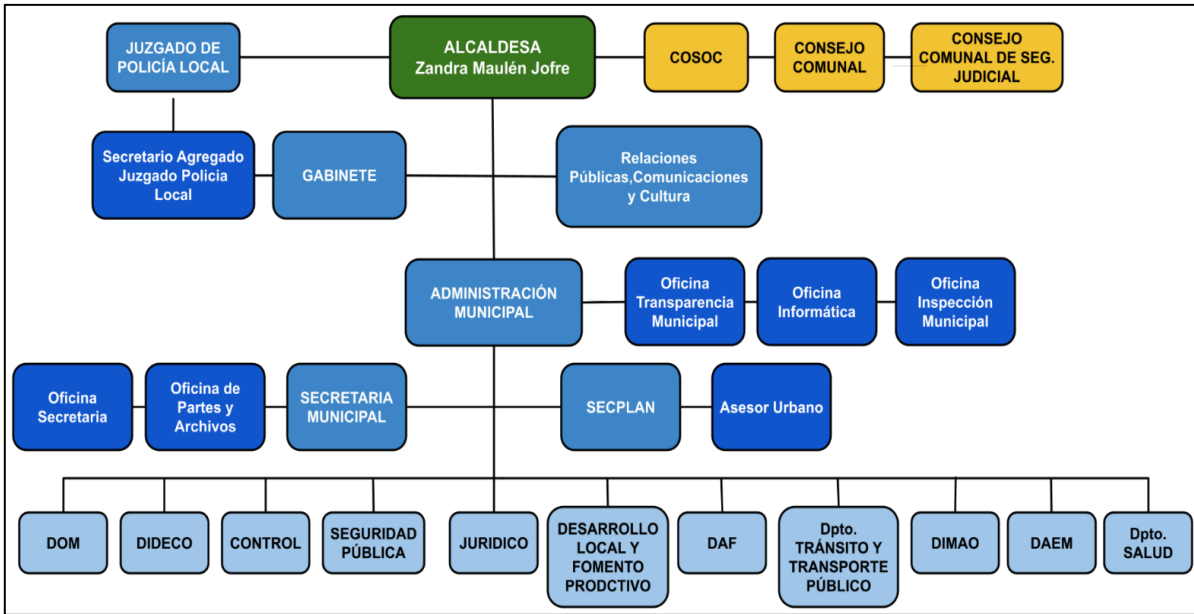 JUZGADO DE
POLICÍA LOCAL
ALCALDESA
Zandra Maulén Jofre
COSOC
CONSEJO
COMUNAL
CONSEJO
COMUNAL DE SEG.
JUDICIAL
Secretario Agregado
Juzgado Policia
Local
GABINETE
Relaciones
Públicas,Comunicaciones
y Cultura
ADMINISTRACIÓN
MUNICIPAL
Oficina
Transparencia
Municipal
Oficina
Informática
Oficina
Inspección
Municipal
Oficina
Secretaria
Oficina de
Partes y
Archivos
SECRETARIA
MUNICIPAL
SECPLAN
Asesor Urbano
DOM
DIDECO
CONTROL
SEGURIDAD
PÚBLICA
JURIDICO
DESARROLLO
LOCAL Y
FOMENTO
PRODCTIVO
DAF
Dpto.
TRÁNSITO Y
TRANSPORTE
PÚBLICO
DIMAO
DAEM
Dpto.
SALUD